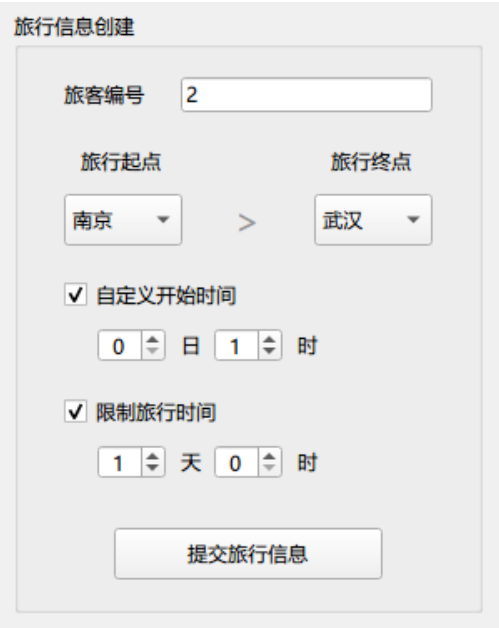 旅行信息创建
旅客编号 2
旅行起点 旅行终点
南京 > 武汉
自定义开始时间
0 日 1 时
限制旅行时间
1 天 0 时
提交旅行信息